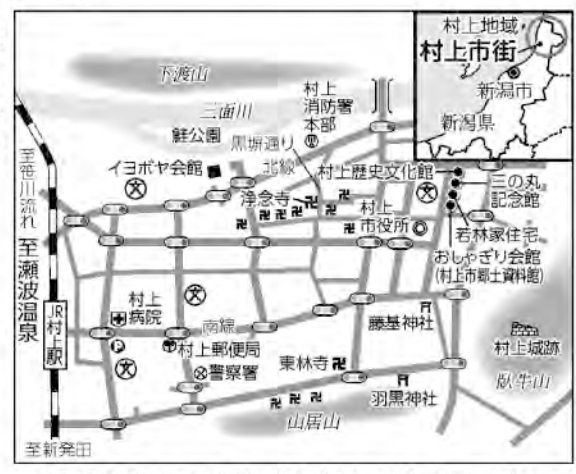 村上地域
村上市街
新潟市
新潟県
下渡山
三面川
鮭公園
村上
消防署
本部
黒塀通り
北線
イヨボヤ会館
村上歴史文化館
三の丸
記念館
浄念寺
村上
市役所
若林家住宅
おしゃぎり会館
(村上市郷土資料館)
至笹川流れ
至瀬波温泉
JR村上駅
村上
病院
南線
藤基神社
村上城跡
臥牛山
村上郵便局
警察署
東林寺
羽黒神社
山居山
至新発田